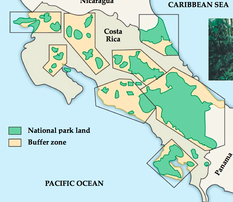 Nicaragua
CARIBBEAN SEA
Costa
Rica
National park land
Buffer zone
Panama
PACIFIC OCEAN